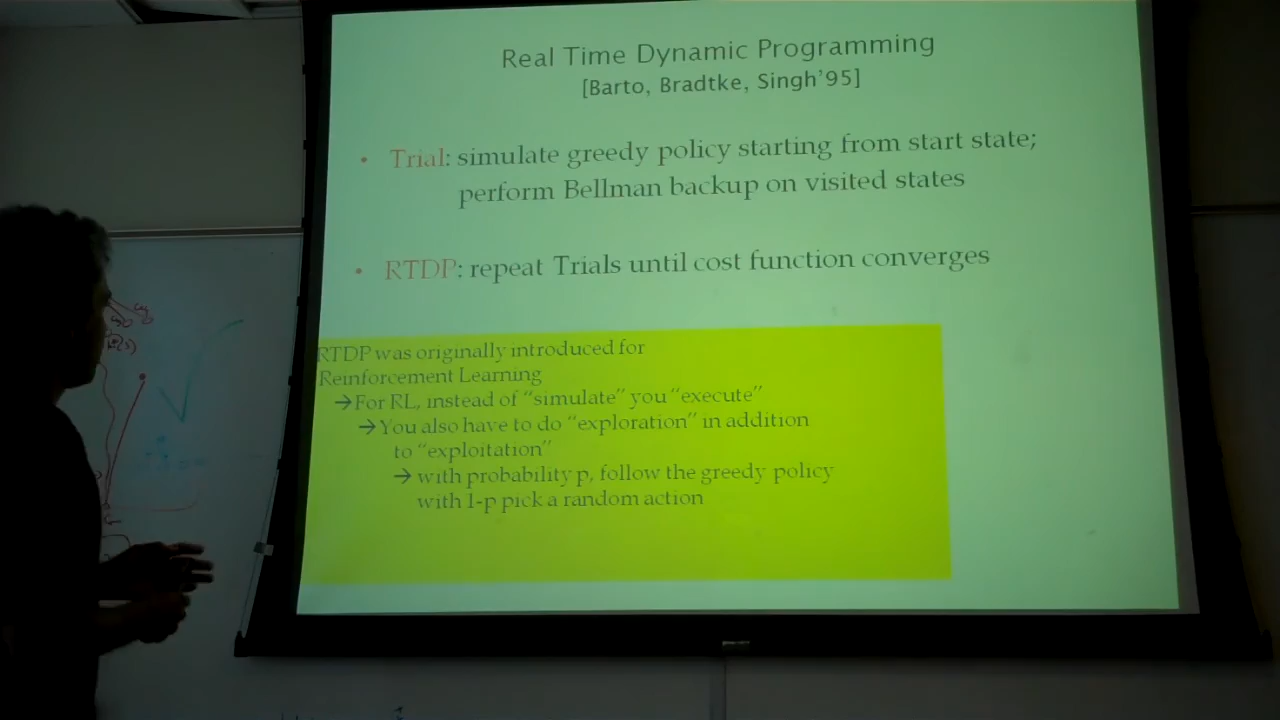 Real Time Dynamic Programming
[Barto, Bradtke, Singh'95]
• Trial: simulate greedy policy starting from start state;
perform Bellman backup on visited states
• RTDP: repeat Trials until cost function converges
RTDP was originally introduced for
Reinforcement Learning
→For RL, instead of “simulate” you “execute”
→You also have to do “exploration” in addition
to “exploitation”
→ with probability p, follow the greedy policy
with 1-p pick a random action